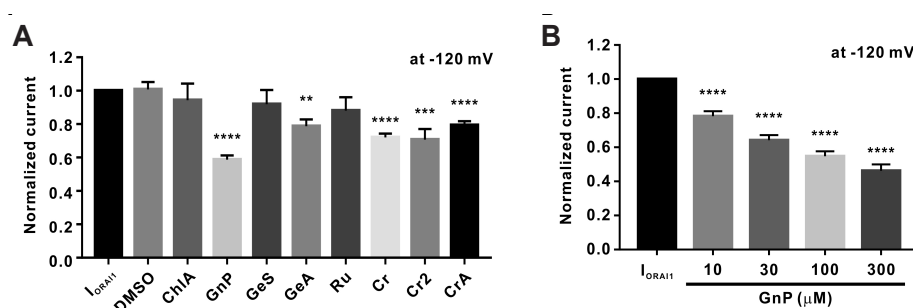 A
at -120 mV
Normalized current
1.2
1.0
0.8
0.6
0.4
0.2
0.0
****
**
****
***
****
IORAI1
DMSO
ChlA
GnP
GeS
GeA
Ru
Cr
Cr2
CrA
B
at -120 mV
Normalized current
1.2
1.0
0.8
0.6
0.4
0.2
0.0
****
****
****
****
IORAI1
10
30
100
300
GnP (μM)